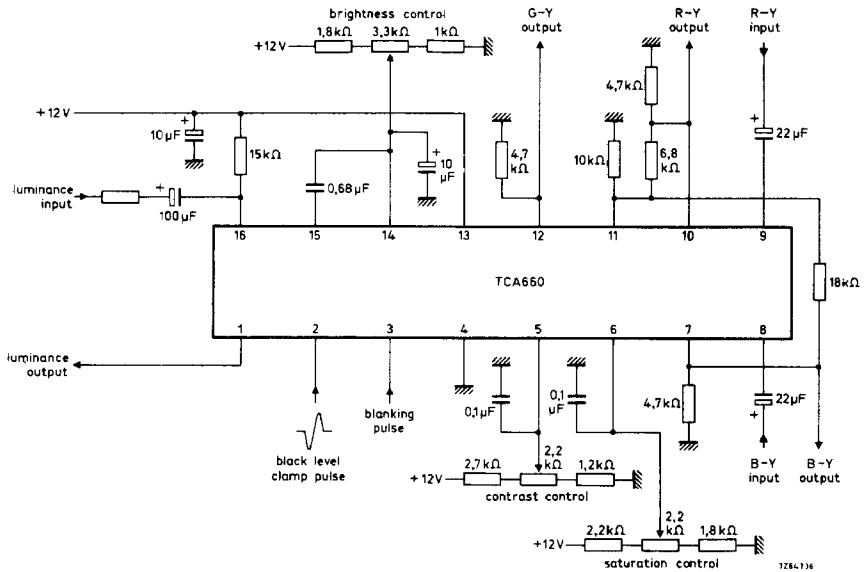 brightness control
+12V 1,8kΩ 3,3kΩ 1kΩ
G-Y output
R-Y output
R-Y input
+12V
10µF
+
15kΩ
0,68µF
+
10 µF
4,7 kΩ
10kΩ
4,7kΩ
6,8 kΩ
+
22µF
luminance input
+
100µF
16 15 14 13 12 11 10 9
TCA660
18kΩ
1 2 3 4 5 6 7 8
luminance output
black level clamp pulse
blanking pulse
0,1µF
0,1 µF
4,7kΩ
22µF
+
B-Y input
B-Y output
+12V 2,7kΩ 2,2 kΩ 1,2kΩ
contrast control
+12V 2,2kΩ 2,2 kΩ 1,8kΩ
saturation control